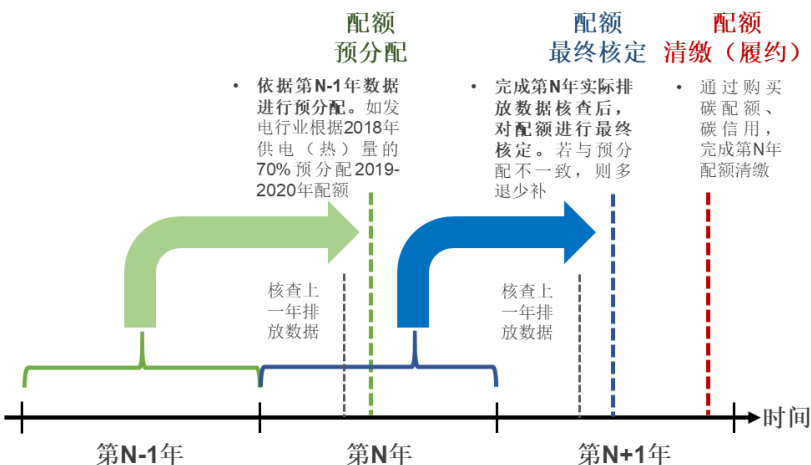 配额
预分配
• 依据第N-1年数据
进行预分配。如发
电行业根据2018年
供电（热）量的
70%预分配2019-
2020年配额
配额
最终核定
• 完成第N年实际排
放数据核查后，
对配额进行最终
核定。若与预分
配不一致，则多
退少补
配额
清缴（履约）
• 通过购买
碳配额、
碳信用，
完成第N年
配额清缴
核查上
一年排
放数据
核查上
一年排
放数据
时间
第N-1年
第N年
第N+1年